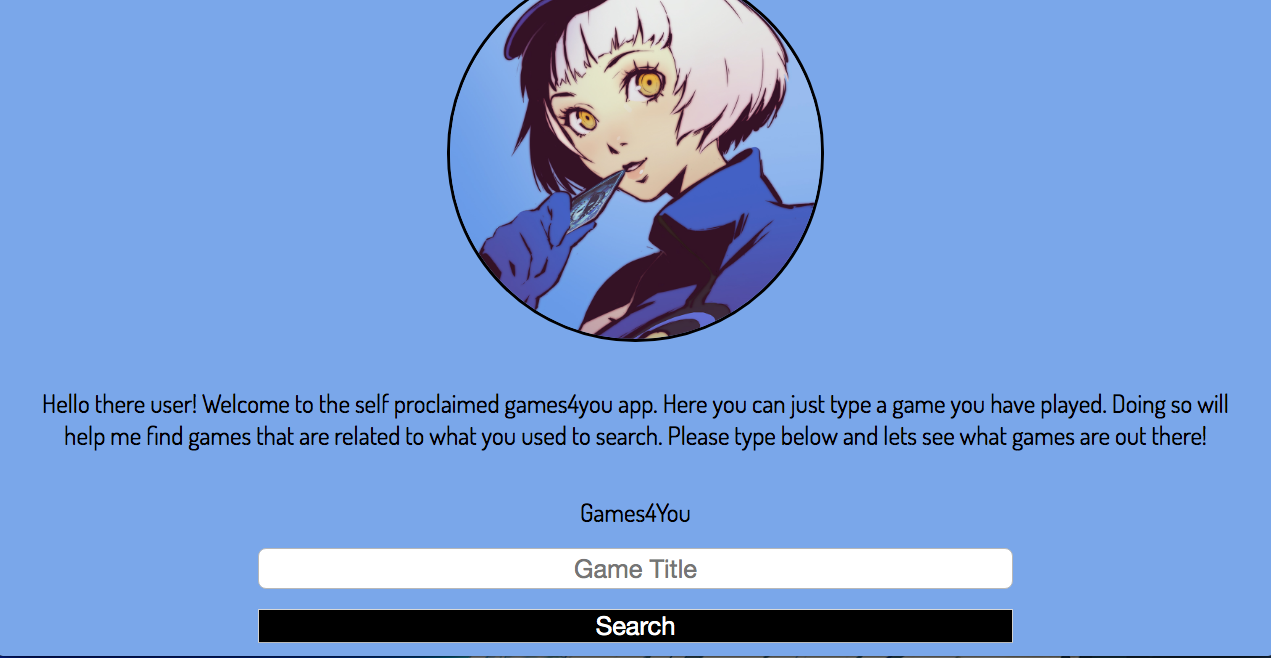 Hello there user! Welcome to the self proclaimed games4you app. Here you can just type a game you have played. Doing so will
help me find games that are related to what you used to search. Please type below and lets see what games are out there!
Games4You
Game Title
Search